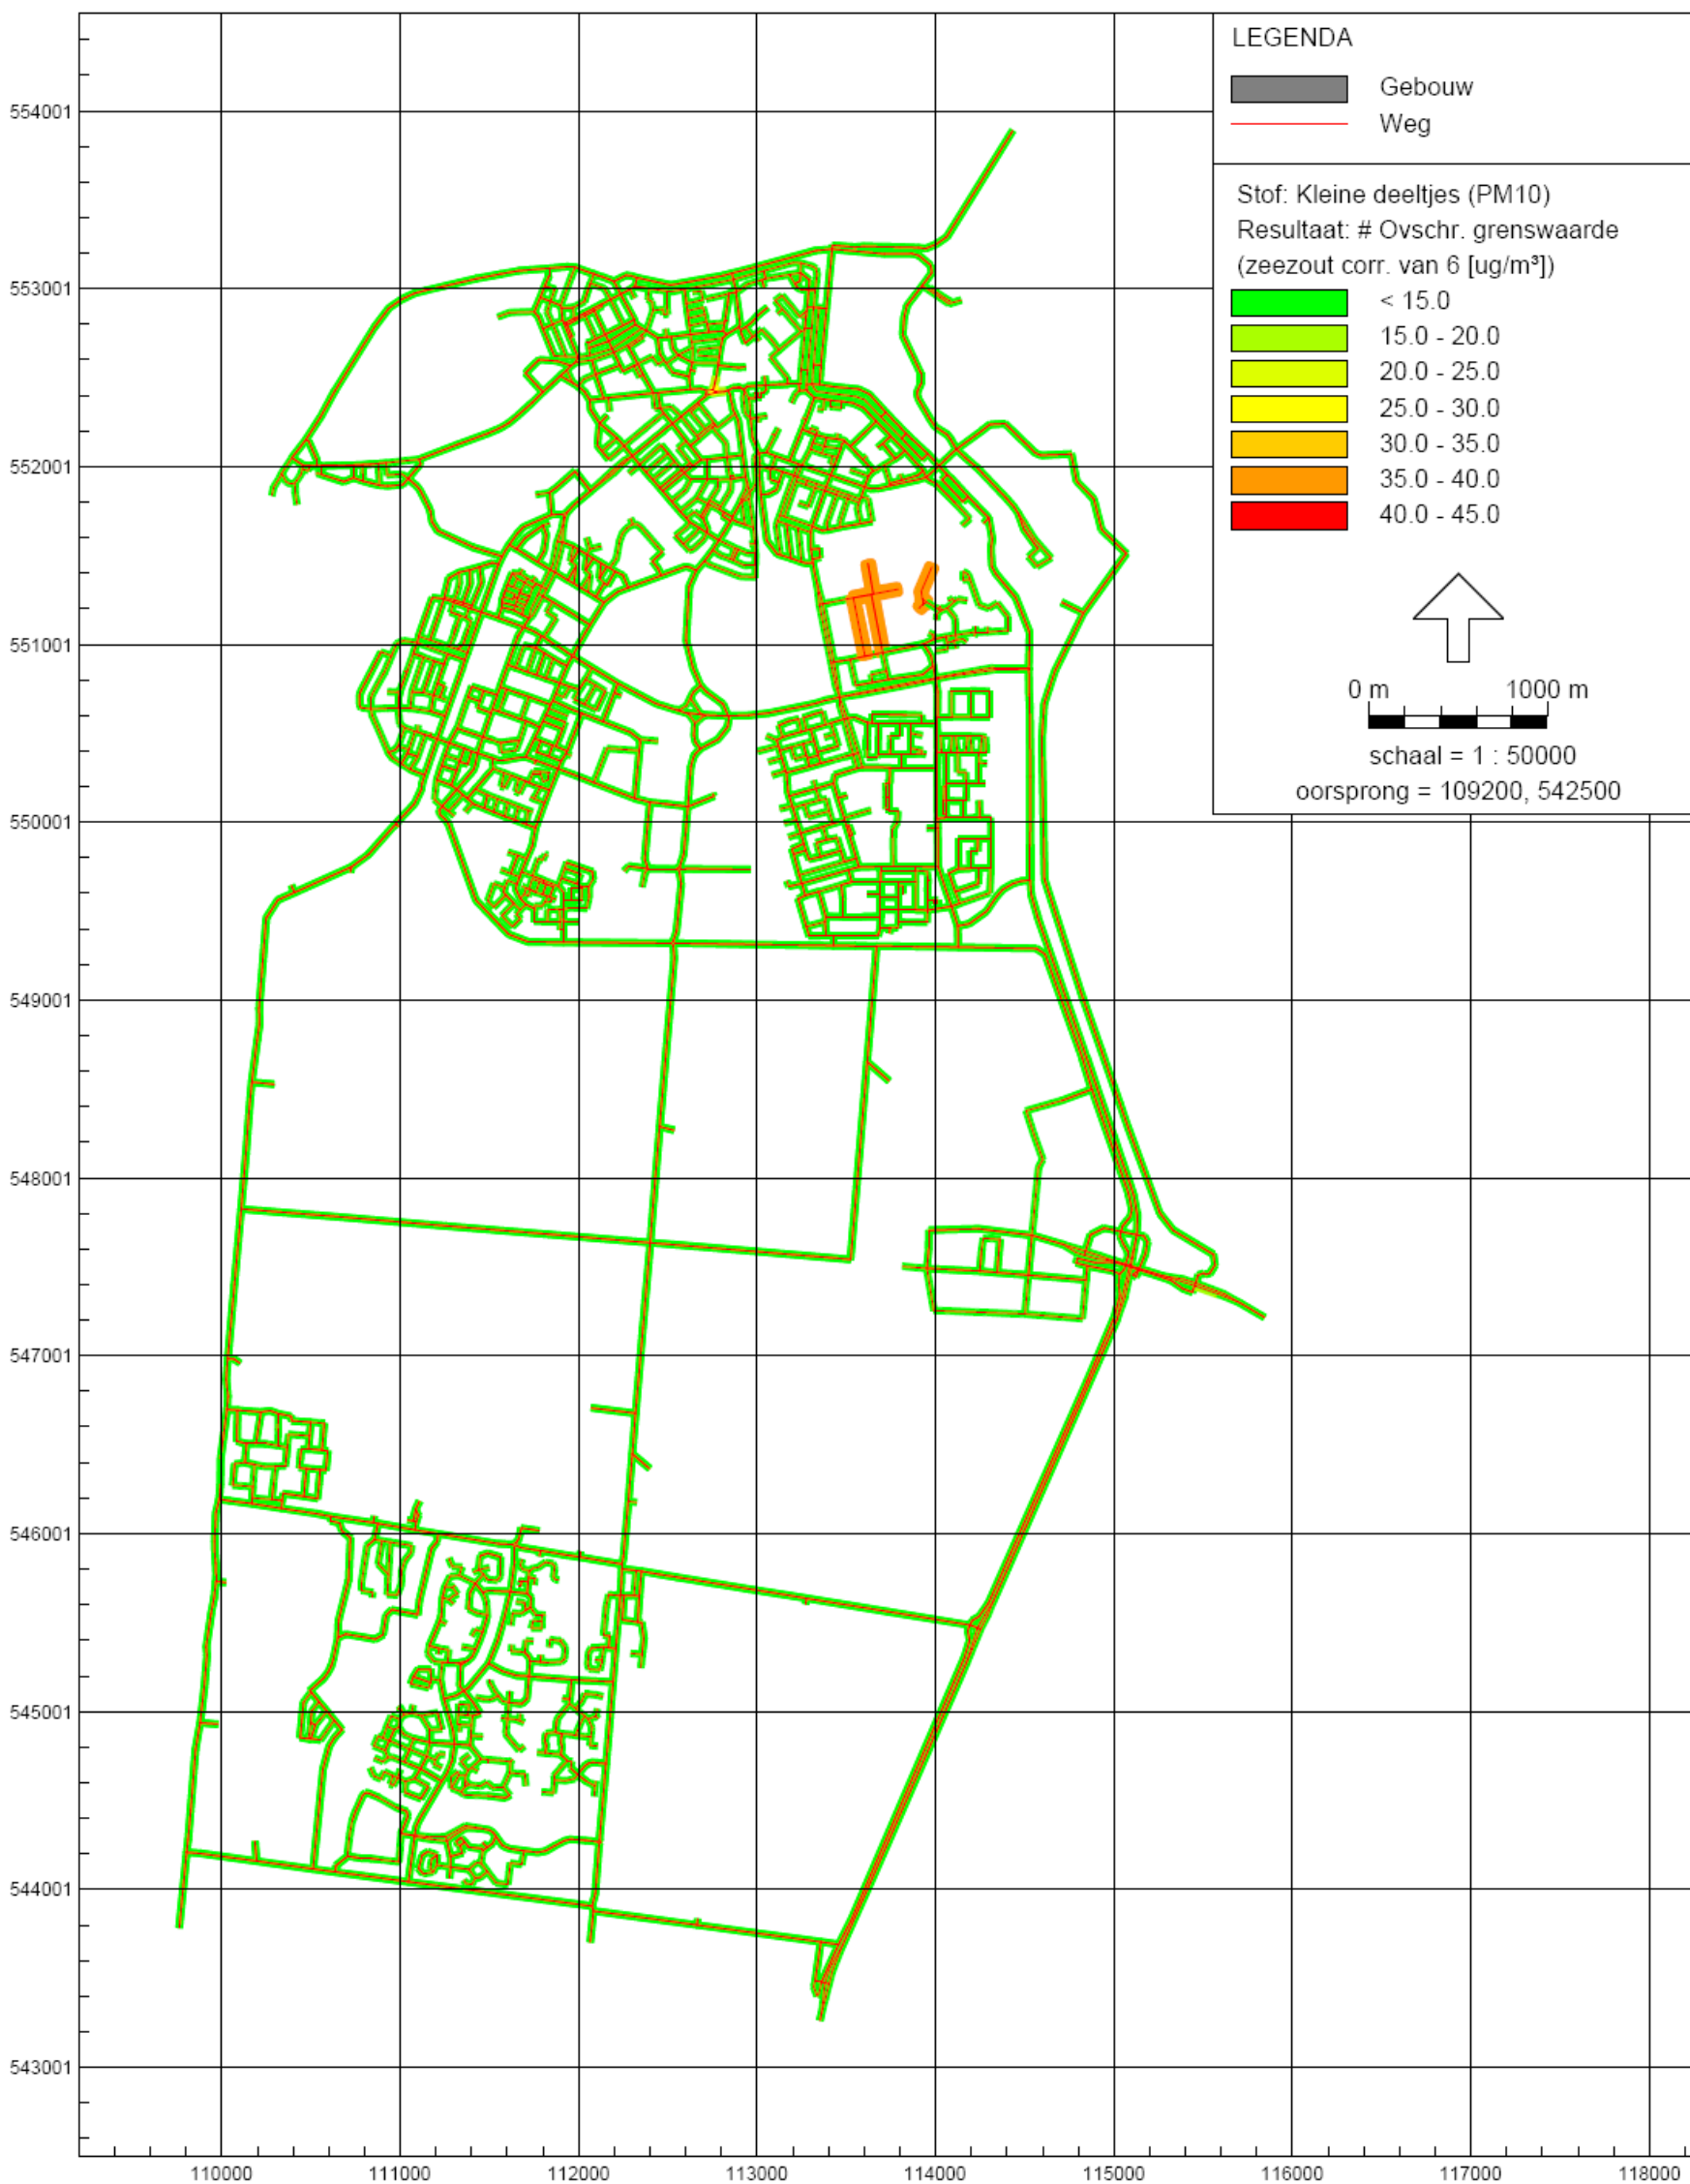 LEGENDA
Gebouw
Weg
Stof: Kleine deeltjes (PM10)
Resultaat: # Ovschr. grenswaarde
(zeezout corr. van 6 [ug/m³])
< 15.0
15.0 - 20.0
20.0 - 25.0
25.0 - 30.0
30.0 - 35.0
35.0 - 40.0
40.0 - 45.0
0 m 1000 m
schaal = 1 : 50000
oorsprong = 109200, 542500
554001
553001
552001
551001
550001
549001
548001
547001
546001
545001
544001
543001
110000 111000 112000 113000 114000 115000 116000 117000 118000